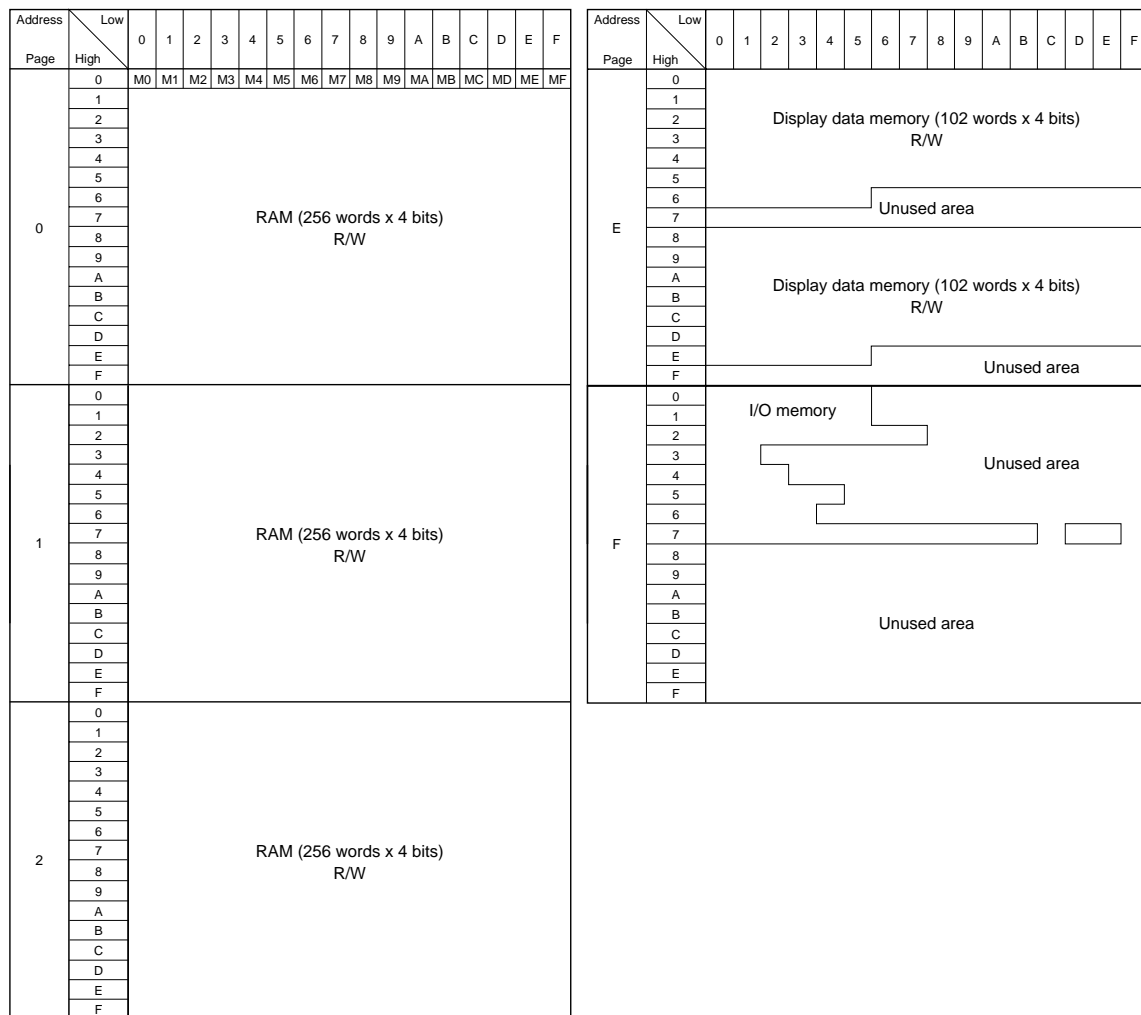 Address Low
0 1 2 3 4 5 6 7 8 9 A B C D E F
Page High
0 M0 M1 M2 M3 M4 M5 M6 M7 M8 M9 MA MB MC MD ME MF
1
2
3
4
5
6
7
8
9
A
B
C
D
E
F
0
RAM (256 words x 4 bits)
R/W
0
1
2
3
4
5
6
7
8
9
A
B
C
D
E
F
1
RAM (256 words x 4 bits)
R/W
0
1
2
3
4
5
6
7
8
9
A
B
C
D
E
F
2
RAM (256 words x 4 bits)
R/W
Address Low
0 1 2 3 4 5 6 7 8 9 A B C D E F
Page High
0
1
2
3
4
5
6
7
8
9
A
B
C
D
E
F
E
Display data memory (102 words x 4 bits)
R/W
Unused area
Display data memory (102 words x 4 bits)
R/W
Unused area
0
1
2
3
4
5
6
7
8
9
A
B
C
D
E
F
F
I/O memory
Unused area
Unused area